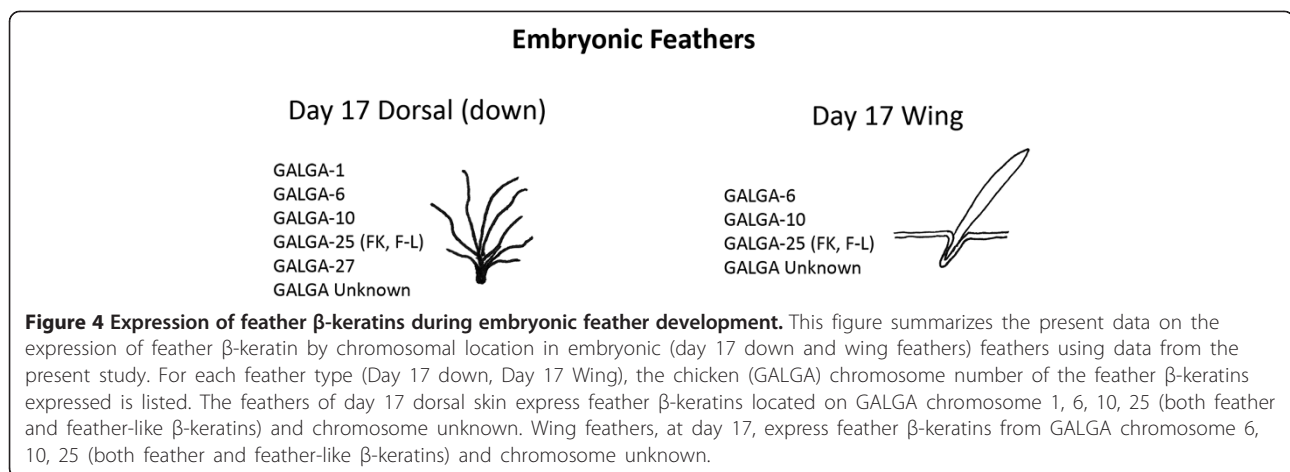 Embryonic Feathers
Day 17 Dorsal (down)
GALGA-1
GALGA-6
GALGA-10
GALGA-25 (FK, F-L)
GALGA-27
GALGA Unknown
Day 17 Wing
GALGA-6
GALGA-10
GALGA-25 (FK, F-L)
GALGA Unknown
Figure 4 Expression of feather β-keratins during embryonic feather development. This figure summarizes the present data on the
expression of feather β-keratin by chromosomal location in embryonic (day 17 down and wing feathers) feathers using data from the
present study. For each feather type (Day 17 down, Day 17 Wing), the chicken (GALGA) chromosome number of the feather β-keratins
expressed is listed. The feathers of day 17 dorsal skin express feather β-keratins located on GALGA chromosome 1, 6, 10, 25 (both feather
and feather-like β-keratins) and chromosome unknown. Wing feathers, at day 17, express feather β-keratins from GALGA chromosome 6,
10, 25 (both feather and feather-like β-keratins) and chromosome unknown.